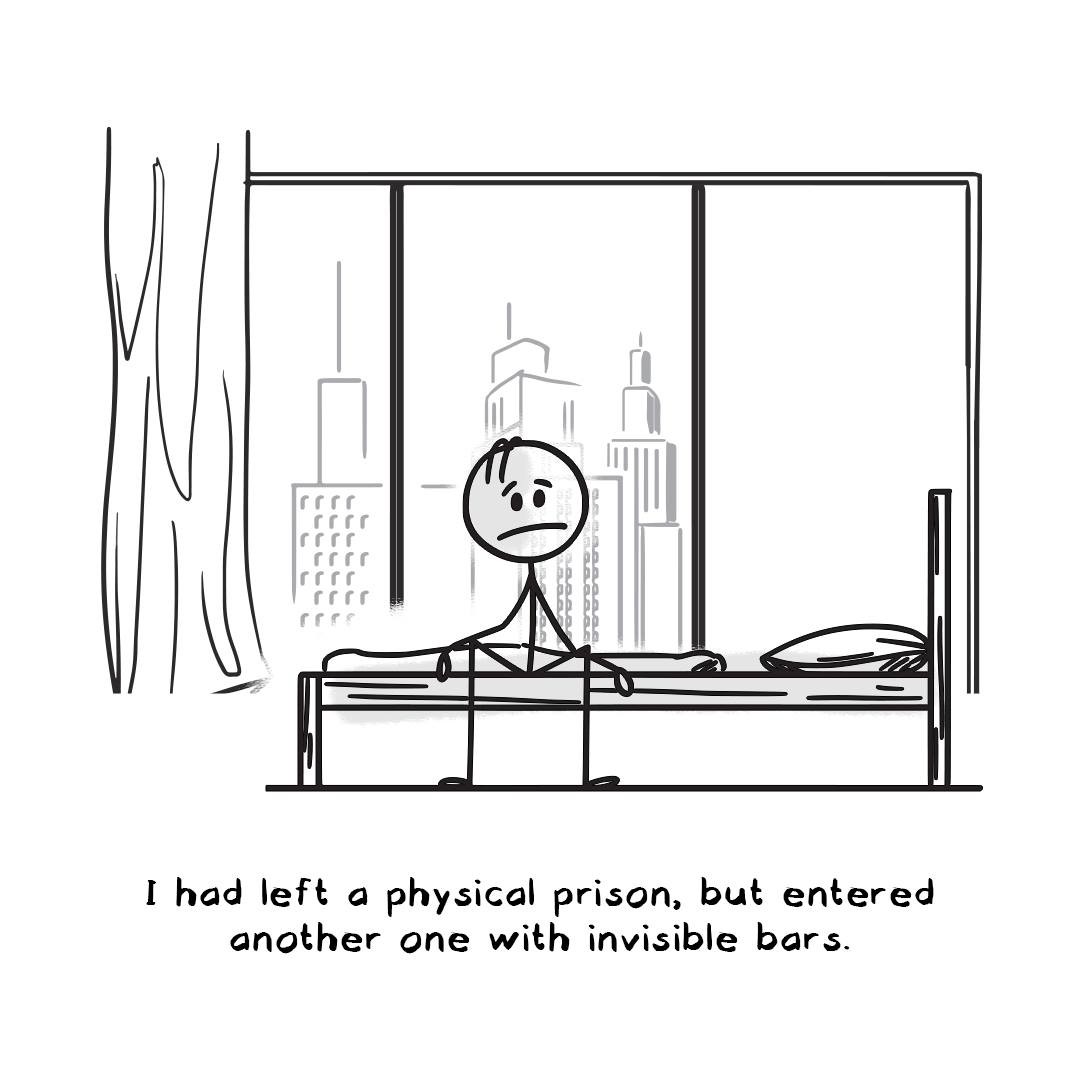 I had left a physical prison, but entered
another one with invisible bars.